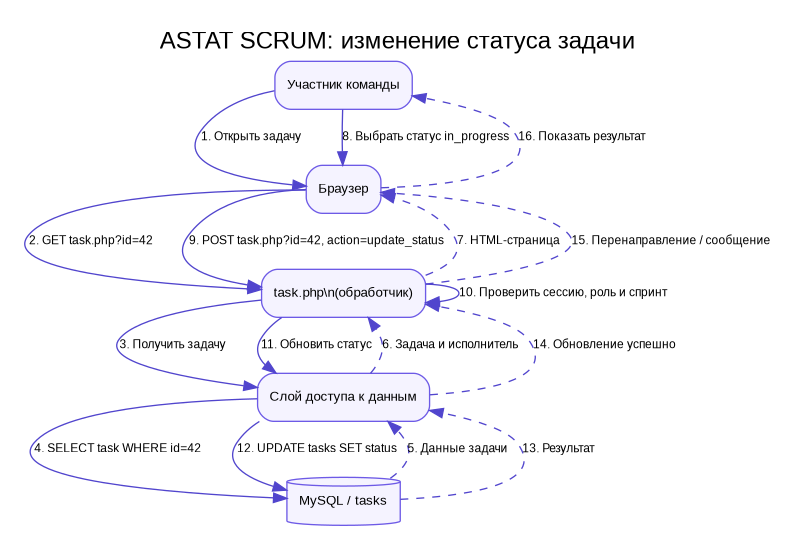 ASTAT SCRUM: изменение статуса задачи
Участник команды
1. Открыть задачу
8. Выбрать статус in_progress
16. Показать результат
Браузер
2. GET task.php?id=42
9. POST task.php?id=42, action=update_status
7. HTML-страница
15. Перенаправление / сообщение
task.php\n(обработчик)
10. Проверить сессию, роль и спринт
3. Получить задачу
11. Обновить статус
6. Задача и исполнитель
14. Обновление успешно
Слой доступа к данным
4. SELECT task WHERE id=42
12. UPDATE tasks SET status
5. Данные задачи
13. Результат
MySQL / tasks